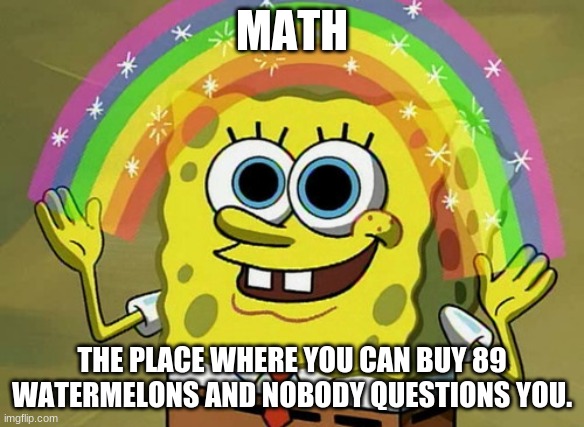 MATH
THE PLACE WHERE YOU CAN BUY 89
WATERMELONS AND NOBODY QUESTIONS YOU.
imgflip.com